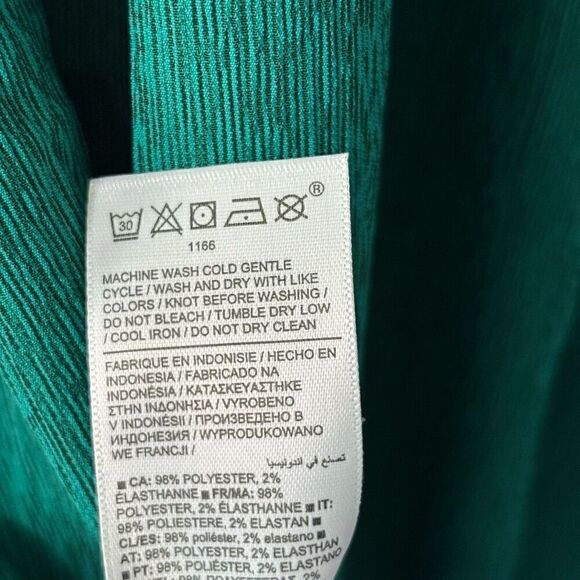 30
®
1166
MACHINE WASH COLD GENTLE
CYCLE / WASH AND DRY WITH LIKE
COLORS / KNOT BEFORE WASHING /
DO NOT BLEACH / TUMBLE DRY LOW
/ COOL IRON / DO NOT DRY CLEAN
FABRIQUE EN INDONISIE / HECHO EN
INDONESIA / FABRICADO NA
INDONÉSIA / ΚΑΤΑΣΚΕΥΑΣΤΗΚΕ
ΣΤΗΝ ΙΝΔΟΝΗΣΙΑ / VYROBENO
V INDONÉSII / ПРОИЗВЕДЕНО В
ИНДОНЕЗИЯ / WYPRODUKOWANO
WE FRANCJI /
تصنع في اندونيسيا
■ CA: 98% POLYESTER, 2%
ÉLASTHANNE ■ FR/MA: 98%
POLYESTER, 2% ÉLASTHANNE ■ IT:
98% POLIESTERE, 2% ELASTAN ■
CL/ES: 98% poliéster, 2% elastano ■
AT: 98% POLYESTER, 2% ELASTHAN
■ PT: 98% POLIÉSTER, 2% ELASTANO